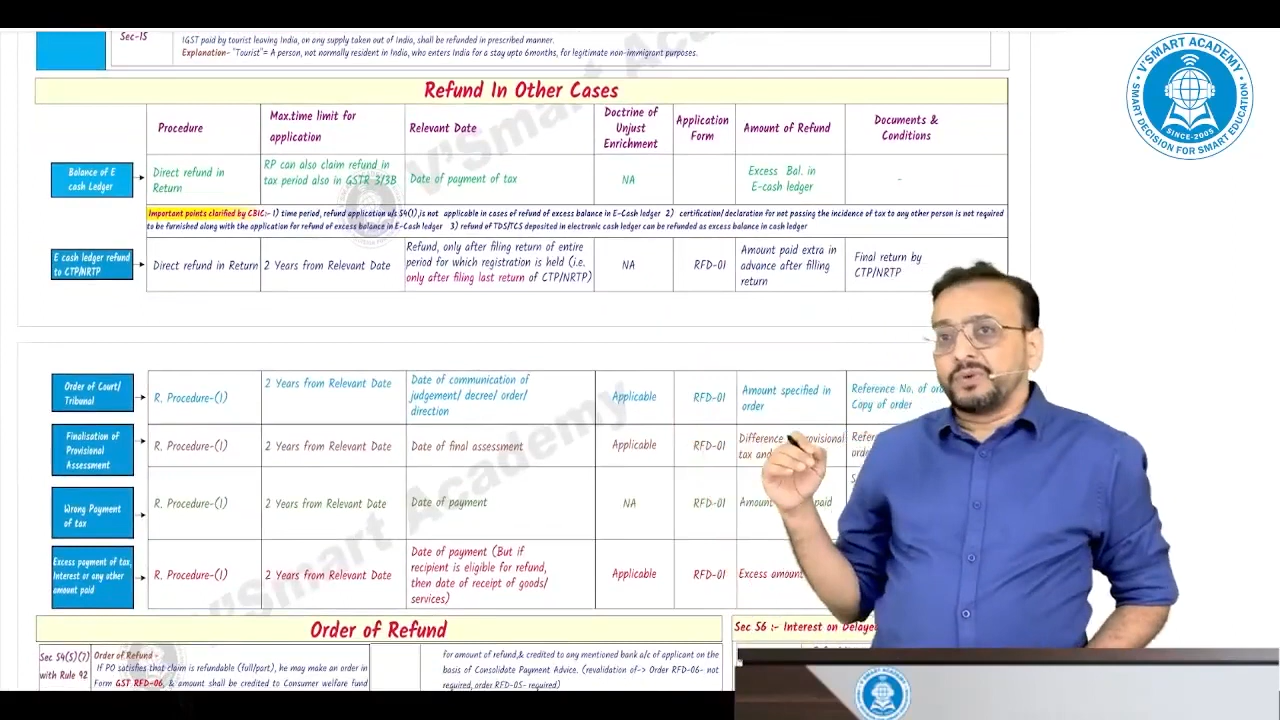 Sec-15
IGST paid by tourist leaving India, on any supply taken out of India, shall be refunded in prescribed manner.
Explanation- "Tourist"= A person, not normally resident in India, who enters India for a stay upto 6months, for legitimate non-immigrant purposes.
V'SMART ACADEMY
SMART DECISION FOR SMART EDUCATION
SINCE-2005
Refund In Other Cases
Procedure
Max.time limit for
application
Relevant Date
Doctrine of
Unjust
Enrichment
Application
Form
Amount of Refund
Documents &
Conditions
Balance of E
cash Ledger
Direct refund in
Return
RP can also claim refund in
tax period also in GSTR 3/3B
Date of payment of tax
NA
Excess Bal. in
E-cash ledger
-
Important points clarified by CBIC:- 1) time period, refund application u/s 54(1),is not applicable in cases of refund of excess balance in E-Cash ledger 2) certification/declaration for not passing the incidence of tax to any other person is not required
to be furnished along with the application for refund of excess balance in E-Cash ledger 3) refund of TDS/TCS deposited in electronic cash ledger can be refunded as excess balance in cash ledger
E cash ledger refund
to CTP/NRTP
Direct refund in Return
2 Years from Relevant Date
Refund, only after filing return of entire
period for which registration is held (i.e.
only after filing last return of CTP/NRTP)
NA
RFD-01
Amount paid extra in
advance after filling
return
Final return by
CTP/NRTP
Order of Court/
Tribunal
R. Procedure-(1)
2 Years from Relevant Date
Date of communication of
judgement/ decree/ order/
direction
Applicable
RFD-01
Amount specified in
order
Reference No. of
Copy of order
Finalisation of
Provisional
Assessment
R. Procedure-(1)
2 Years from Relevant Date
Date of final assessment
Applicable
RFD-01
Difference provisional
tax and
Wrong Payment
of tax
R. Procedure-(1)
2 Years from Relevant Date
Date of payment
NA
RFD-01
Amount paid
Excess payment of tax,
Interest or any other
amount paid
R. Procedure-(1)
2 Years from Relevant Date
Date of payment (But if
recipient is eligible for refund,
then date of receipt of goods/
services)
Applicable
RFD-01
Excess amount
Order of Refund
Sec 56 :- Interest on Delayed
Sec 54(5)(7)
with Rule 92
Order of Refund -
If PO satisfies that claim is refundable (full/part), he may make an order in
Form GST RFD-06, & amount shall be credited to Consumer welfare fund
for amount of refund,& credited to any mentioned bank a/c of applicant on the
basis of Consolidate Payment Advice. (revalidation of-> Order RFD-06- not
required, order RFD-05- required)
V'Smart Academy
V'Smart Academy